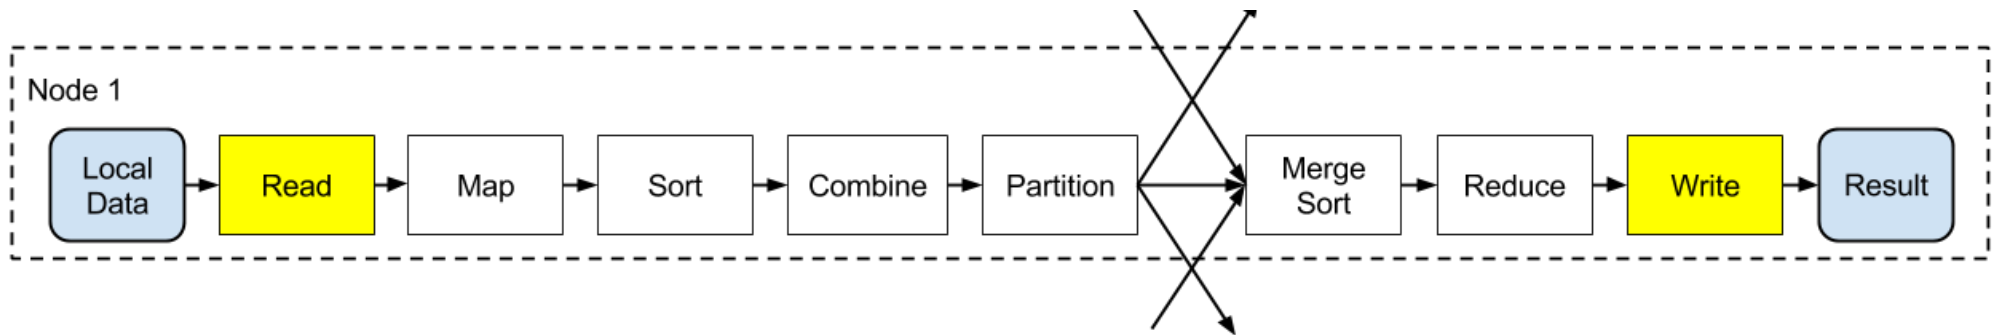 Node 1
Local
Data
Read
Map
Sort
Combine
Partition
Merge
Sort
Reduce
Write
Result